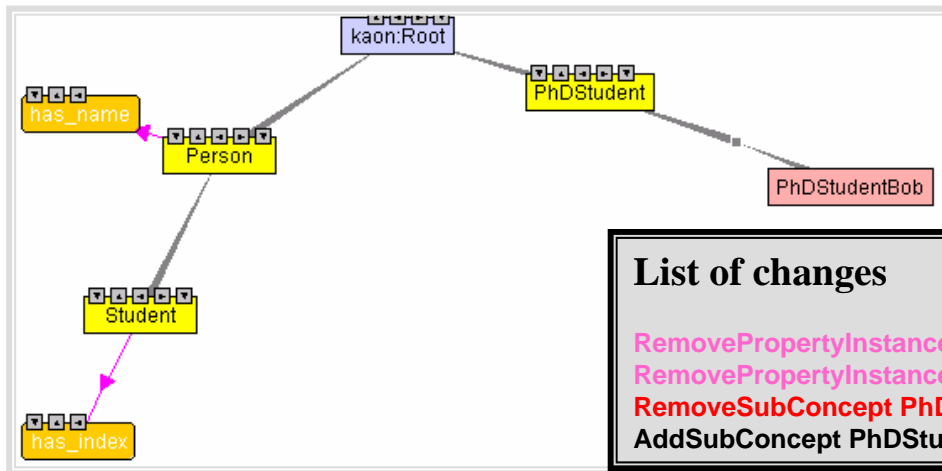 kaon:Root
PhDStudent
has_name
Person
PhDStudentBob
List of changes
Student
RemovePropertyInstance
RemovePropertyInstance
RemoveSubConcept
AddSubConcept
has_index